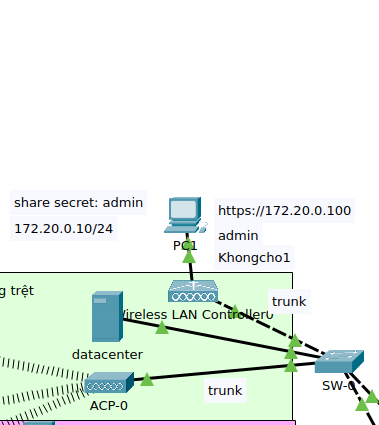 share secret: admin
172.20.0.10/24
https://172.20.0.100
admin
Khongcho1
PC1
g trệt
Wireless LAN Controller0
trunk
datacenter
SW-0
trunk
ACP-0